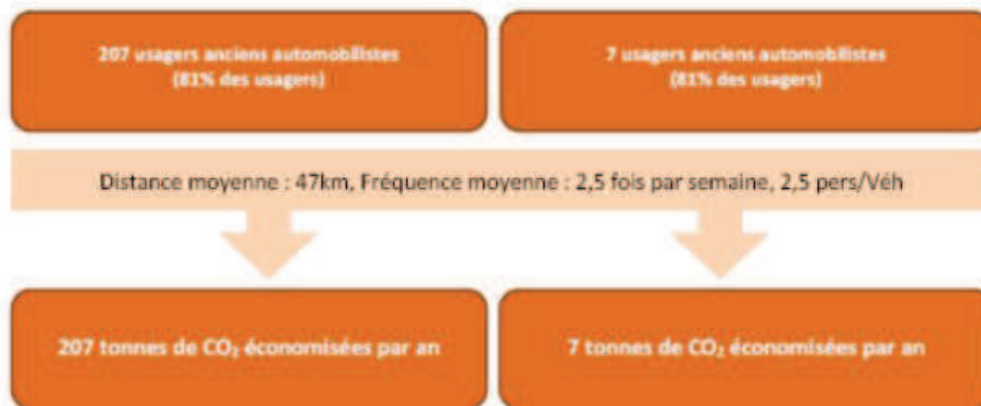 207 usagers anciens automobilistes
(81% des usagers)
7 usagers anciens automobilistes
(81% des usagers)
Distance moyenne : 47km, Fréquence moyenne : 2,5 fois par semaine, 2,5 pers/Véh
207 tonnes de CO₂ économisées par an
7 tonnes de CO₂ économisées par an